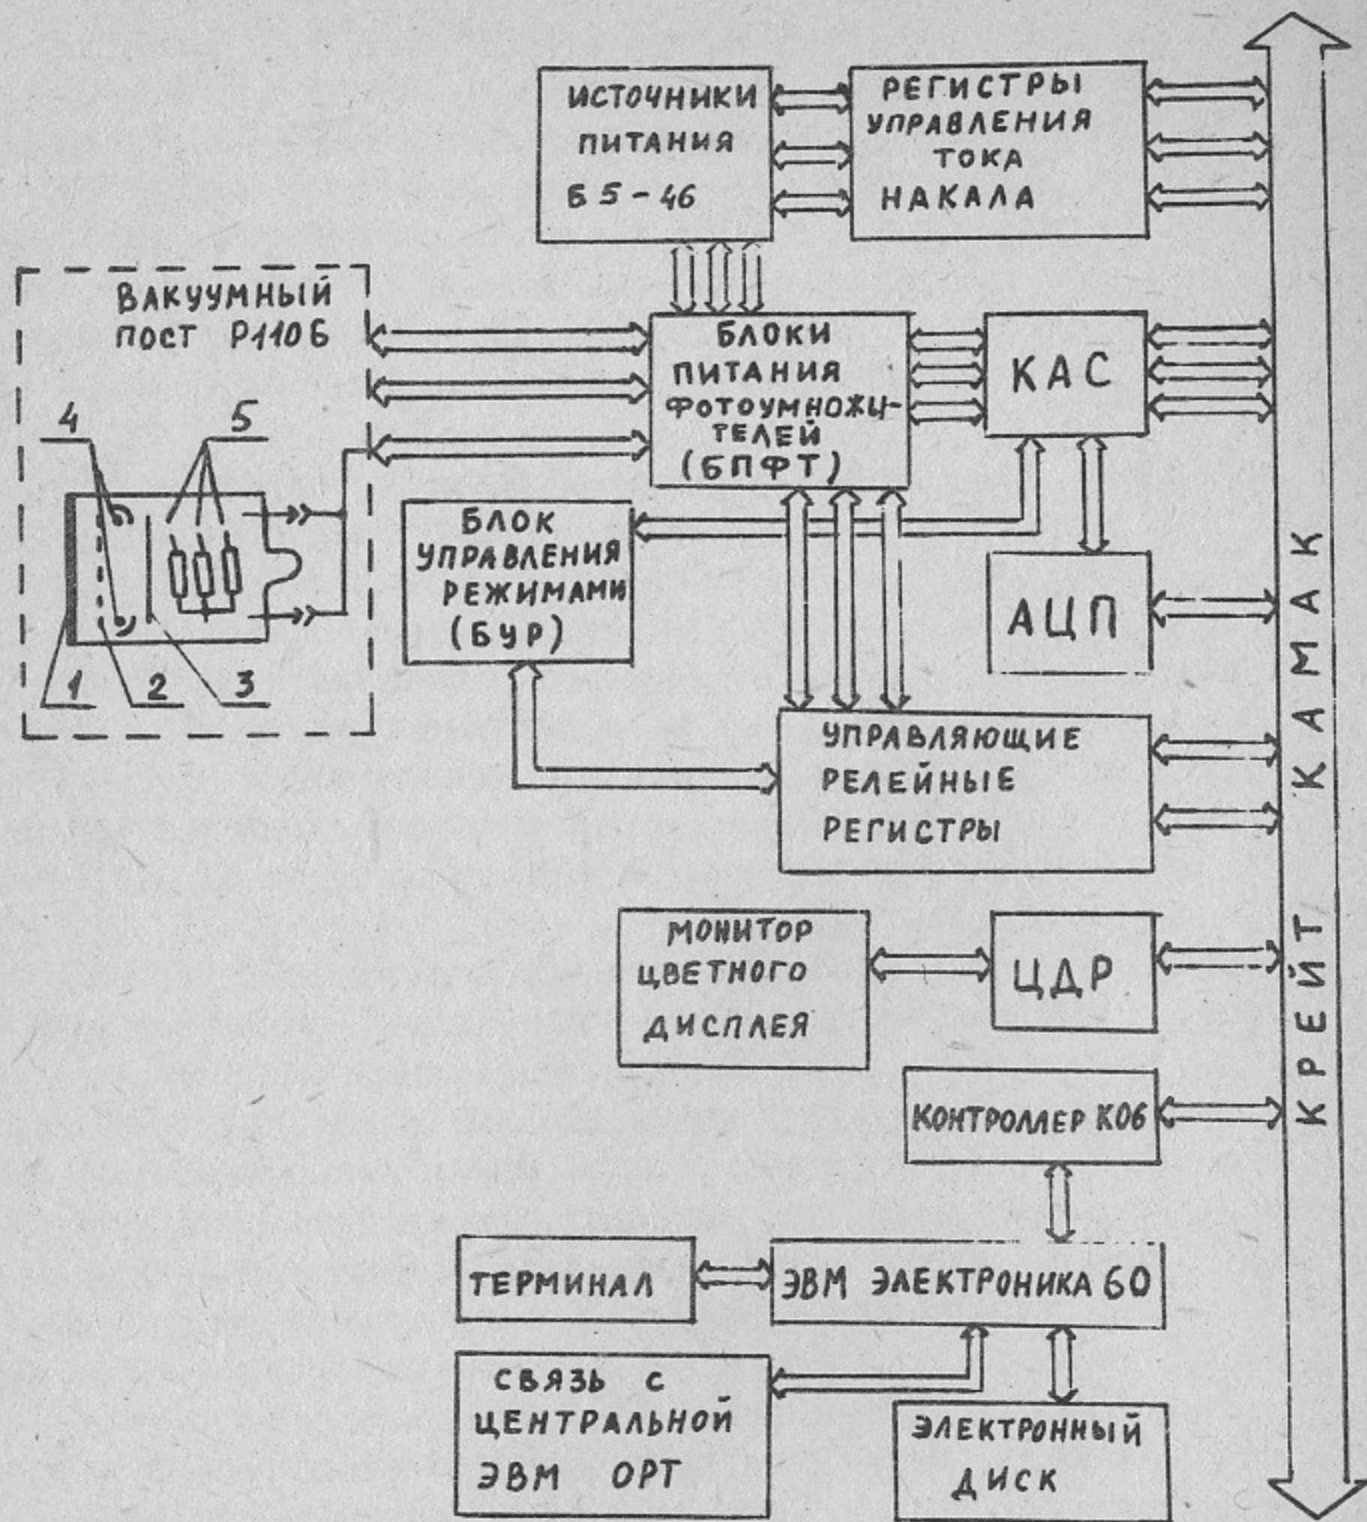 ИСТОЧНИКИ
ПИТАНИЯ
Б5-46
РЕГИСТРЫ
УПРАВЛЕНИЯ
ТОКА
НАКАЛА
ВАКУУМНЫЙ
ПОСТ Р110Б
4
5
1
2
3
БЛОКИ
ПИТАНИЯ
ФОТОУМНОЖИ-
ТЕЛЕЙ
(БПФТ)
КАС
БЛОК
УПРАВЛЕНИЯ
РЕЖИМАМИ
(БУР)
АЦП
УПРАВЛЯЮЩИЕ
РЕЛЕЙНЫЕ
РЕГИСТРЫ
МОНИТОР
ЦВЕТНОГО
ДИСПЛЕЯ
ЦДР
КОНТРОЛЛЕР К06
ТЕРМИНАЛ
ЭВМ ЭЛЕКТРОНИКА 60
СВЯЗЬ С
ЦЕНТРАЛЬНОЙ
ЭВМ ОРТ
ЭЛЕКТРОННЫЙ
ДИСК
КРЕЙТ КАМАК